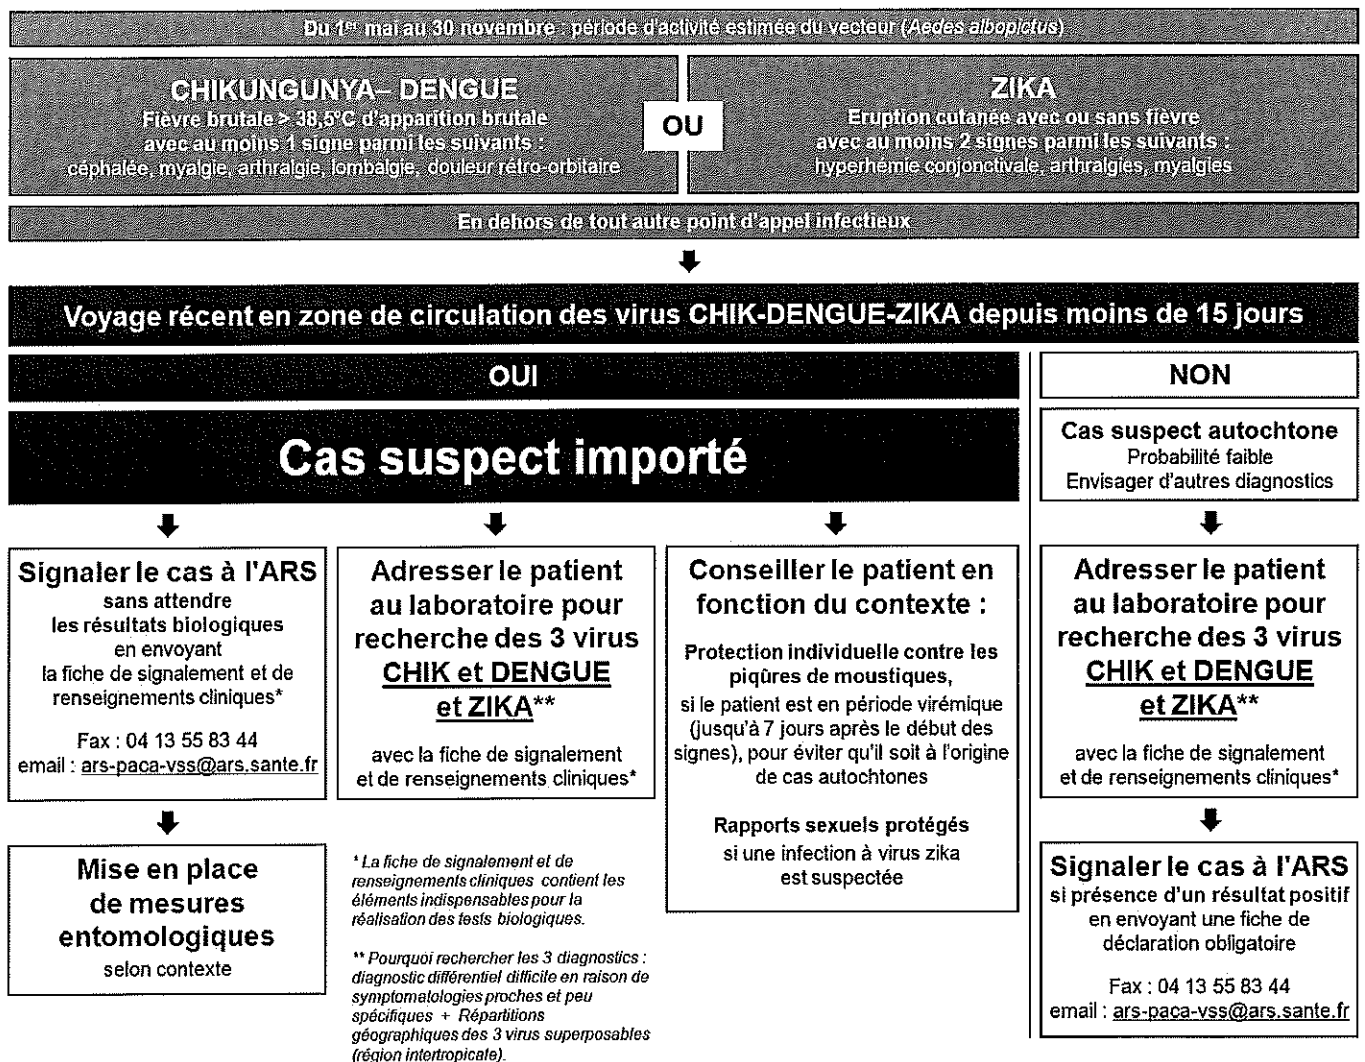 Du 1er mai au 30 novembre : période d'activité estimée du vecteur (Aedes albopictus)
CHIKUNGUNYA– DENGUE
Fièvre brutale > 38,5°C d'apparition brutale
avec au moins 1 signe parmi les suivants :
céphalée, myalgie, arthralgie, lombalgie, douleur rétro-orbitaire
OU
ZIKA
Eruption cutanée avec ou sans fièvre
avec au moins 2 signes parmi les suivants :
hyperhémie conjonctivale, arthralgies, myalgies
En dehors de tout autre point d'appel infectieux
Voyage récent en zone de circulation des virus CHIK-DENGUE-ZIKA depuis moins de 15 jours
OUI
Cas suspect importé
Signaler le cas à l'ARS
sans attendre
les résultats biologiques
en envoyant
la fiche de signalement et de
renseignements cliniques*
Fax : 04 13 55 83 44
email : ars-paca-vss@ars.sante.fr
Mise en place
de mesures
entomologiques
selon contexte
Adresser le patient
au laboratoire pour
recherche des 3 virus
CHIK et DENGUE
et ZIKA**
avec la fiche de signalement
et de renseignements cliniques*
* La fiche de signalement et de
renseignements cliniques contient les
éléments indispensables pour la
réalisation des tests biologiques.
** Pourquoi rechercher les 3 diagnostics :
diagnostic différentiel difficile en raison de
symptomatologies proches et peu
spécifiques + Répartitions
géographiques des 3 virus superposables
(région intertropicale).
Conseiller le patient en
fonction du contexte :
Protection individuelle contre les
piqûres de moustiques,
si le patient est en période virémique
(jusqu'à 7 jours après le début des
signes), pour éviter qu'il soit à l'origine
de cas autochtones
Rapports sexuels protégés
si une infection à virus zika
est suspectée
NON
Cas suspect autochtone
Probabilité faible
Envisager d'autres diagnostics
Adresser le patient
au laboratoire pour
recherche des 3 virus
CHIK et DENGUE
et ZIKA**
avec la fiche de signalement
et de renseignements cliniques*
Signaler le cas à l'ARS
si présence d'un résultat positif
en envoyant une fiche de
déclaration obligatoire
Fax : 04 13 55 83 44
email : ars-paca-vss@ars.sante.fr